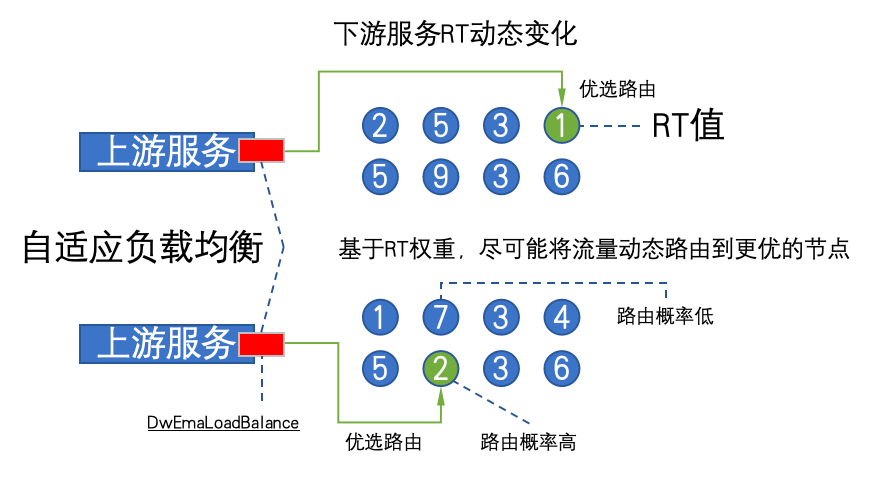 下游服务RT动态变化
优选路由
2 5 3 1
RT值
上游服务
5 9 3 6
自适应负载均衡
基于RT权重，尽可能将流量动态路由到更优的节点
1 7 3 4
路由概率低
上游服务
5 2 3 6
DwEmaLoadBalance
优选路由
路由概率高